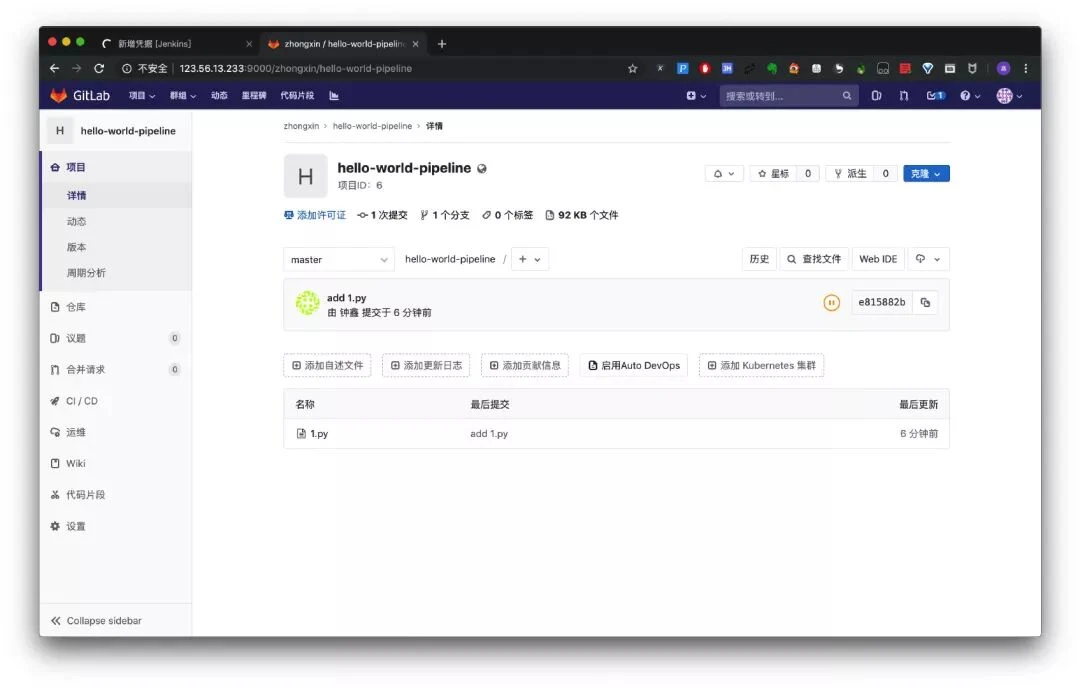 新增凭据 [Jenkins]
zhongxin / hello-world-pipelin
不安全 123.56.13.233:9000/zhongxin/hello-world-pipeline
GitLab 项目 群组 动态 里程碑 代码片段 搜索或转到... 1
H hello-world-pipeline
项目
详情
动态
版本
周期分析
仓库
议题 0
合并请求 0
CI / CD
运维
Wiki
代码片段
设置
Collapse sidebar
zhongxin › hello-world-pipeline › 详情
H
hello-world-pipeline
项目ID: 6
星标 0 派生 0 克隆
添加许可证 1 次提交 1 个分支 0 个标签 92 KB 个文件
master hello-world-pipeline / + 历史 查找文件 Web IDE
add 1.py
由 钟鑫 提交于 6 分钟前
e815882b
添加自述文件 添加更新日志 添加贡献信息 启用Auto DevOps 添加 Kubernetes 集群
名称 最后提交 最后更新
1.py add 1.py 6 分钟前